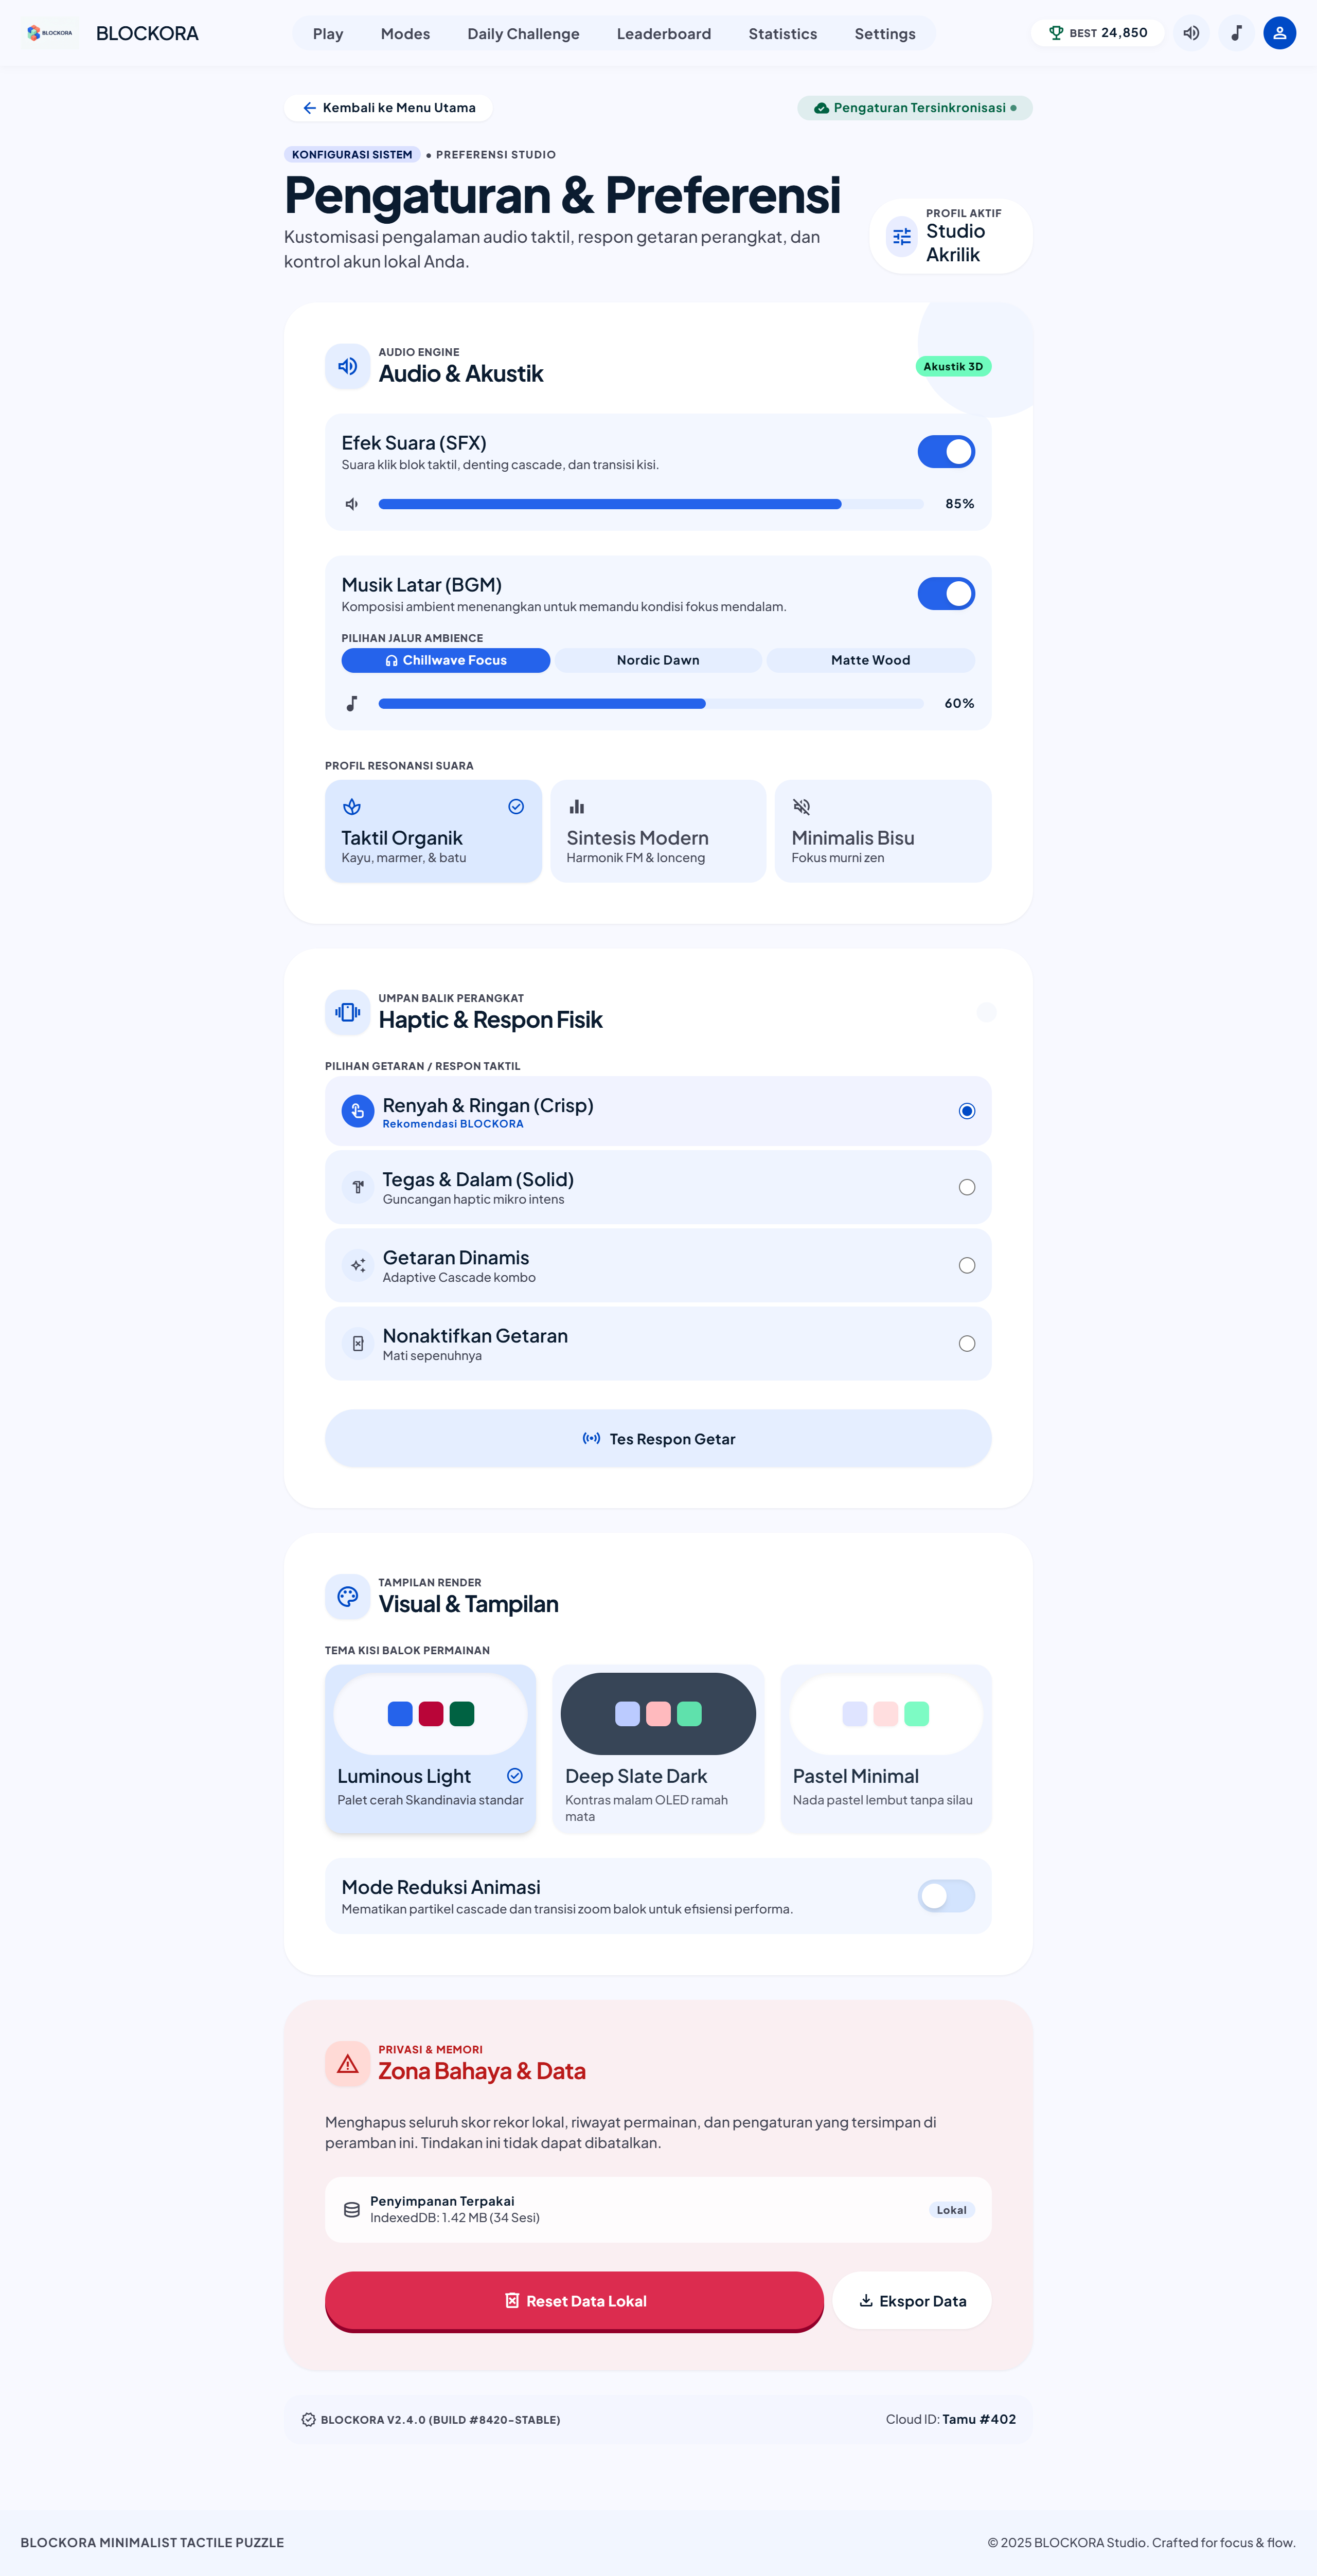 BLOCKORA
BLOCKORA
Play
Modes
Daily Challenge
Leaderboard
Statistics
Settings
BEST 24,850
Kembali ke Menu Utama
Pengaturan Tersinkronisasi
KONFIGURASI SISTEM • PREFERENSI STUDIO
Pengaturan & Preferensi
Kustomisasi pengalaman audio taktil, respon getaran perangkat, dan
kontrol akun lokal Anda.
PROFIL AKTIF
Studio
Akrilik
AUDIO ENGINE
Audio & Akustik
Akustik 3D
Efek Suara (SFX)
Suara klik blok taktil, denting cascade, dan transisi kisi.
85%
Musik Latar (BGM)
Komposisi ambient menenangkan untuk memandu kondisi fokus mendalam.
PILIHAN JALUR AMBIENCE
Chillwave Focus
Nordic Dawn
Matte Wood
60%
PROFIL RESONANSI SUARA
Taktil Organik
Kayu, marmer, & batu
Sintesis Modern
Harmonik FM & lonceng
Minimalis Bisu
Fokus murni zen
UMPAN BALIK PERANGKAT
Haptic & Respon Fisik
PILIHAN GETARAN / RESPON TAKTIL
Renyah & Ringan (Crisp)
Rekomendasi BLOCKORA
Tegas & Dalam (Solid)
Guncangan haptic mikro intens
Getaran Dinamis
Adaptive Cascade kombo
Nonaktifkan Getaran
Mati sepenuhnya
Tes Respon Getar
TAMPILAN RENDER
Visual & Tampilan
TEMA KISI BALOK PERMAINAN
Luminous Light
Palet cerah Skandinavia standar
Deep Slate Dark
Kontras malam OLED ramah
mata
Pastel Minimal
Nada pastel lembut tanpa silau
Mode Reduksi Animasi
Mematikan partikel cascade dan transisi zoom balok untuk efisiensi performa.
PRIVASI & MEMORI
Zona Bahaya & Data
Menghapus seluruh skor rekor lokal, riwayat permainan, dan pengaturan yang tersimpan di
peramban ini. Tindakan ini tidak dapat dibatalkan.
Penyimpanan Terpakai
IndexedDB: 1.42 MB (34 Sesi)
Lokal
Reset Data Lokal
Ekspor Data
BLOCKORA V2.4.0 (BUILD #8420-STABLE)
Cloud ID: Tamu #402
BLOCKORA MINIMALIST TACTILE PUZZLE
© 2025 BLOCKORA Studio. Crafted for focus & flow.